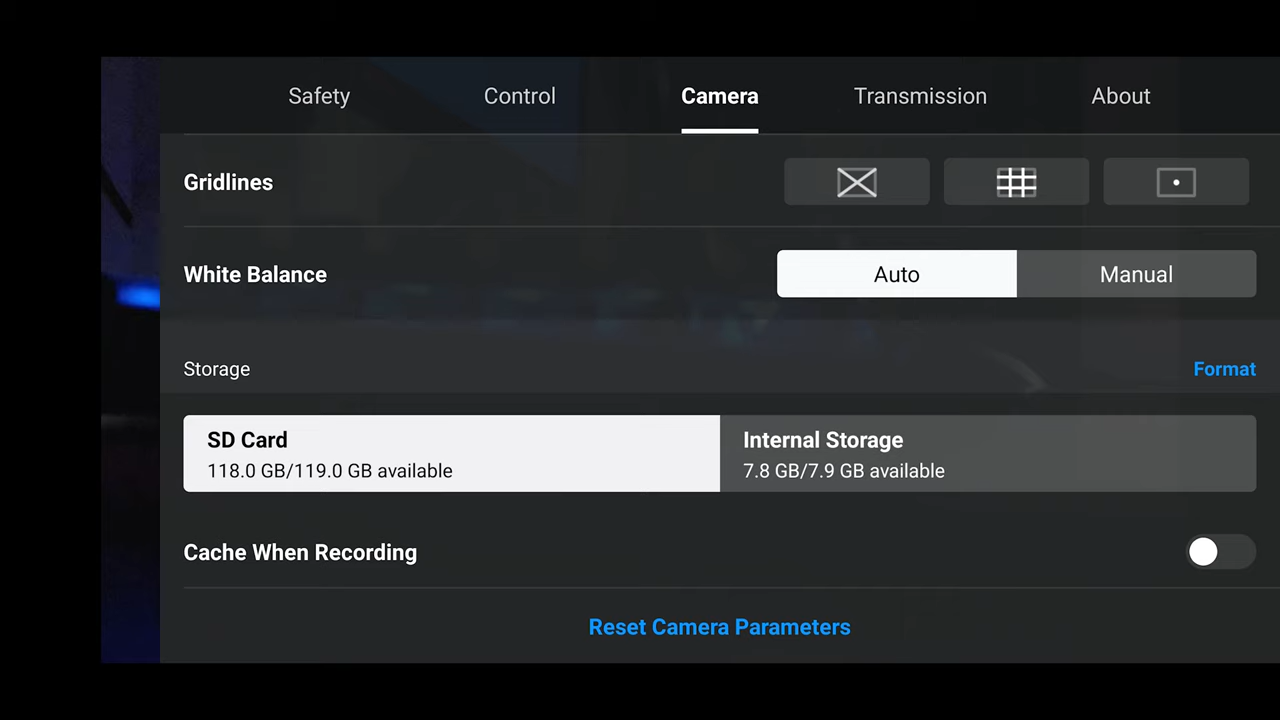 Safety Control Camera Transmission About
Gridlines
White Balance Auto Manual
Storage Format
SD Card
118.0 GB/119.0 GB available
Internal Storage
7.8 GB/7.9 GB available
Cache When Recording
Reset Camera Parameters